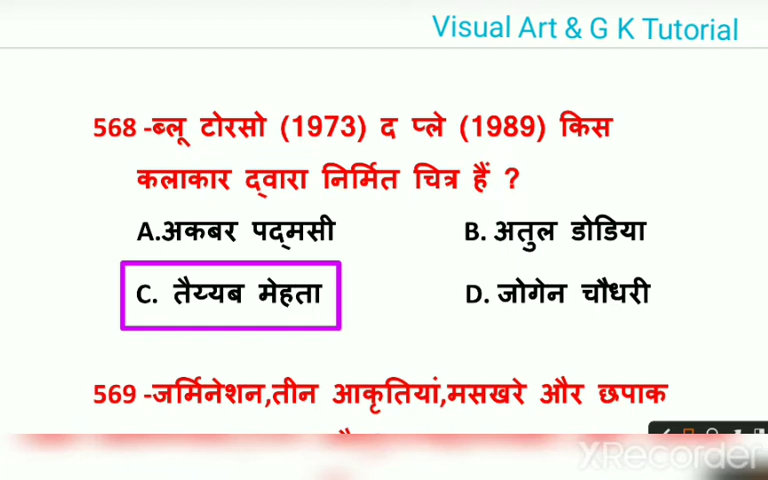 Visual Art & G K Tutorial
568 -ब्लू टोरसो (1973) द प्ले (1989) किस
कलाकार द्वारा निर्मित चित्र हैं ?
A.अकबर पद्मसी B. अतुल डोडिया
C. तैय्यब मेहता D. जोगेन चौधरी
569 -जर्मिनेशन,तीन आकृतियां,मसखरे और छपाक
XRecorder